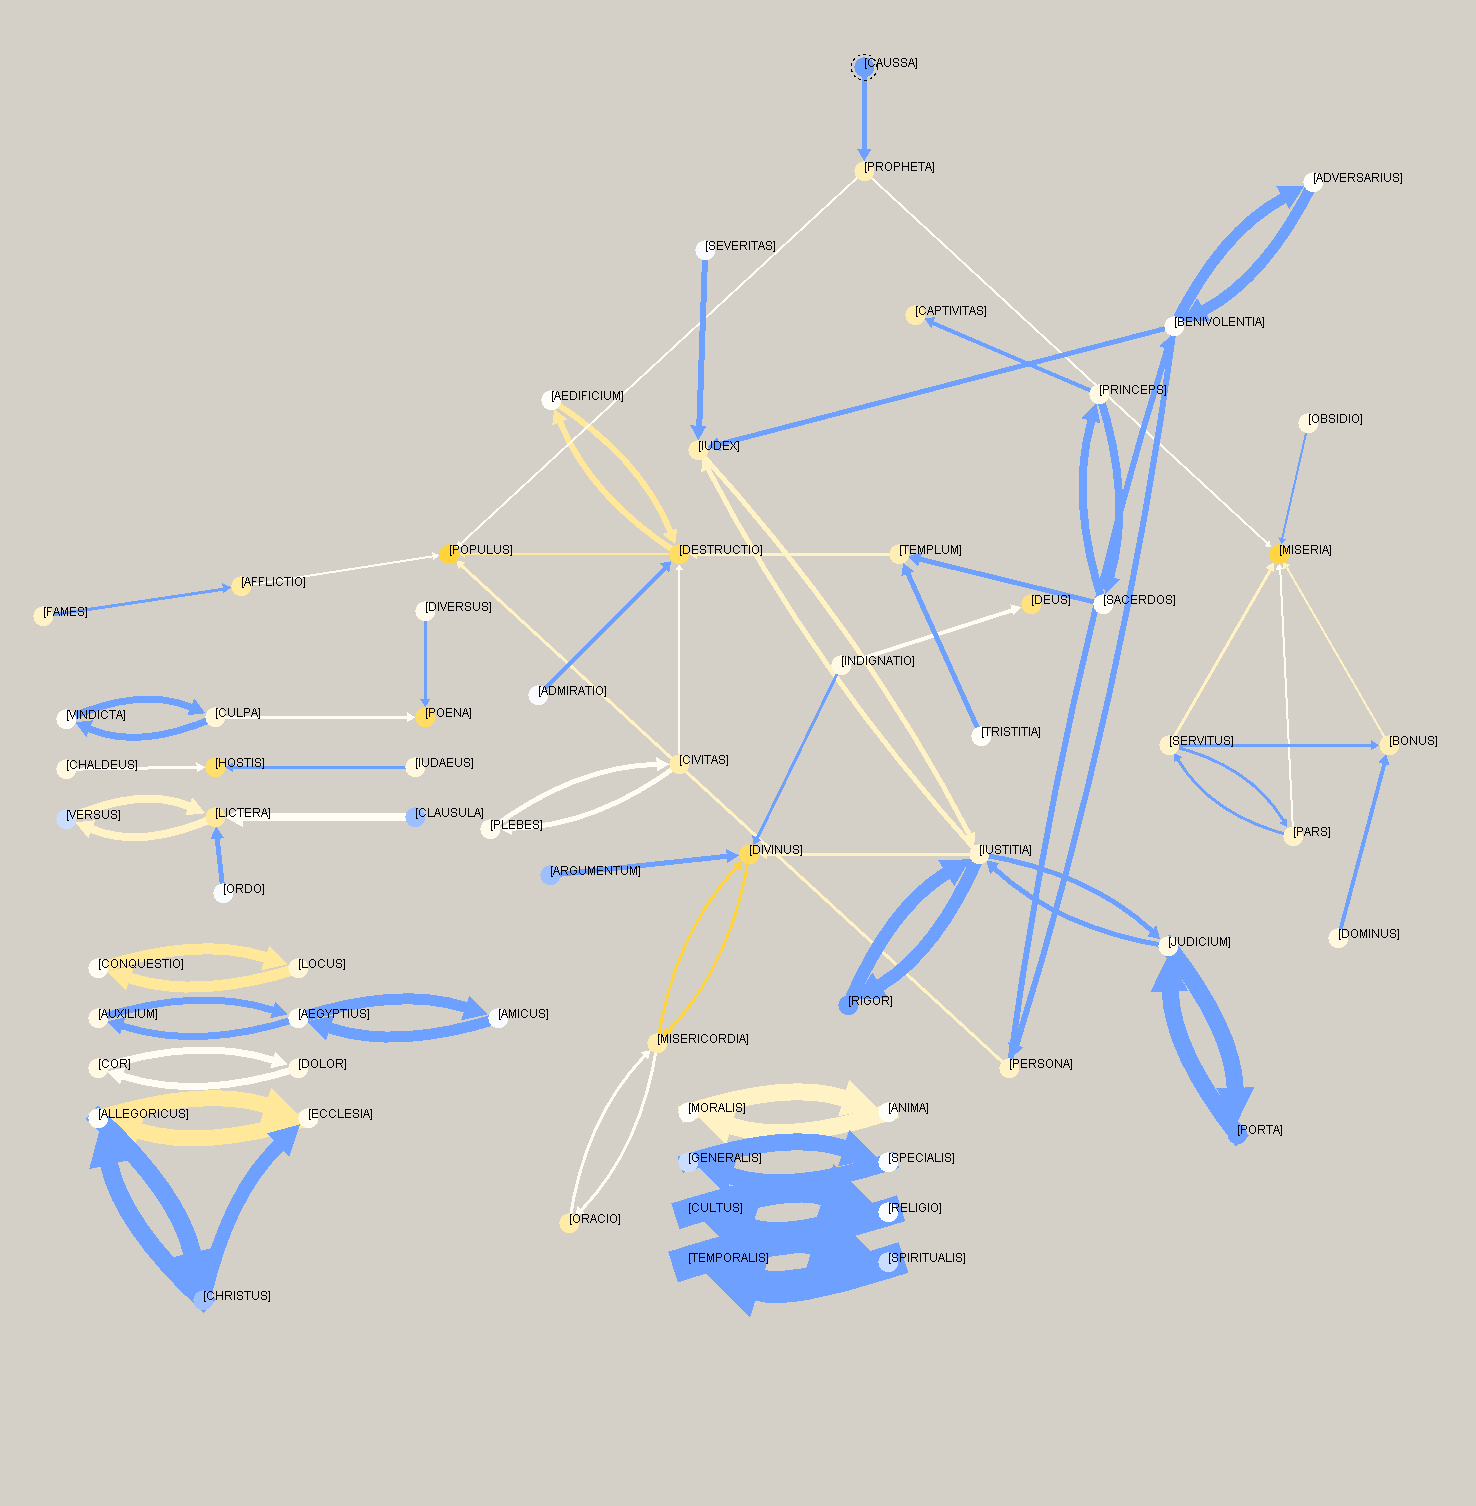 [CAUSSA]
[PROPHETA]
[ADVERSARIUS]
[SEVERITAS]
[CAPTIVITAS]
[BENIVOLENTIA]
[AEDIFICIUM]
[PRINCEPS]
[OBSIDIO]
[IUDEX]
[POPULUS]
[DESTRUCTIO]
[TEMPLUM]
[MISERIA]
[AFFLICTIO]
[FAMES]
[DIVERSUS]
[DEUS]
[SACERDOS]
[INDIGNATIO]
[ADMIRATIO]
[VINDICTA]
[CULPA]
[POENA]
[TRISTITIA]
[SERVITUS]
[BONUS]
[CHALDEUS]
[HOSTIS]
[IUDAEUS]
[CIVITAS]
[VERSUS]
[LICTERA]
[CLAUSULA]
[PLEBES]
[PARS]
[DIVINUS]
[IUSTITIA]
[ARGUMENTUM]
[ORDO]
[DOMINUS]
[JUDICIUM]
[CONQUESTIO]
[LOCUS]
[RIGOR]
[AUXILIUM]
[AEGYPTIUS]
[AMICUS]
[MISERICORDIA]
[COR]
[DOLOR]
[PERSONA]
[ALLEGORICUS]
[ECCLESIA]
[MORALIS]
[ANIMA]
[PORTA]
[GENERALIS]
[SPECIALIS]
[CULTUS]
[RELIGIO]
[ORACIO]
[TEMPORALIS]
[SPIRITUALIS]
[CHRISTUS]